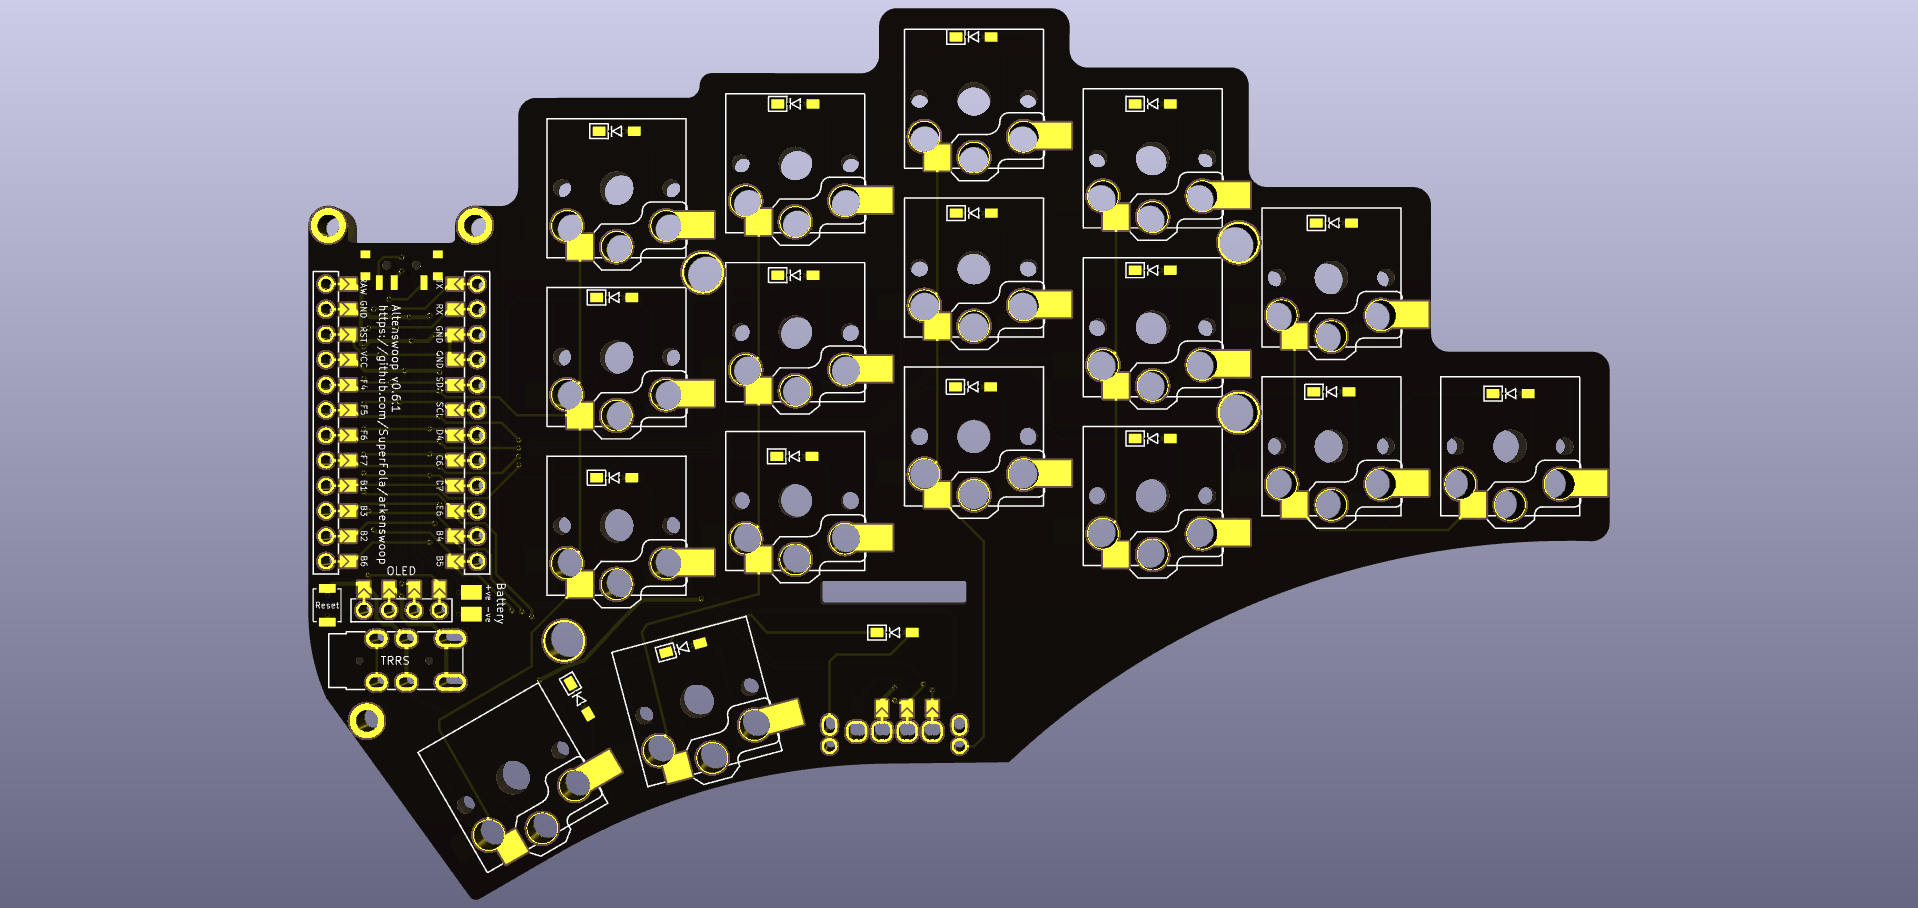 RAW
GND
RST
VCC
F4
F5
F6
F7
B1
B3
B2
B6
Arkenswoop v0.6.1
https://github.com/SuperFola/arkenswoop
TX
RX
GND
GND
SDA
SCL
D4
C6
D7
E6
B4
B5
OLED
Battery
+ve -ve
Reset
TRRS